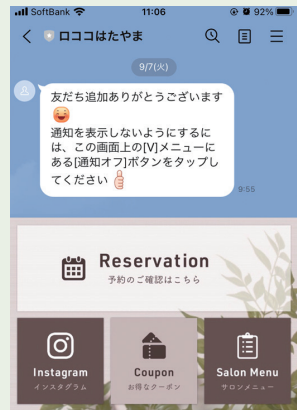 SoftBank 11:06 92%
ロココはたやま
9/7(火)
友だち追加ありがとうございます
通知を表示しないようにするに
は、この画面上の[V]メニューに
ある[通知オフ]ボタンをタップし
てください
9:55
Reservation
予約のご確認はこちら
Instagram
インスタグラム
Coupon
お得なクーポン
Salon Menu
サロンメニュー